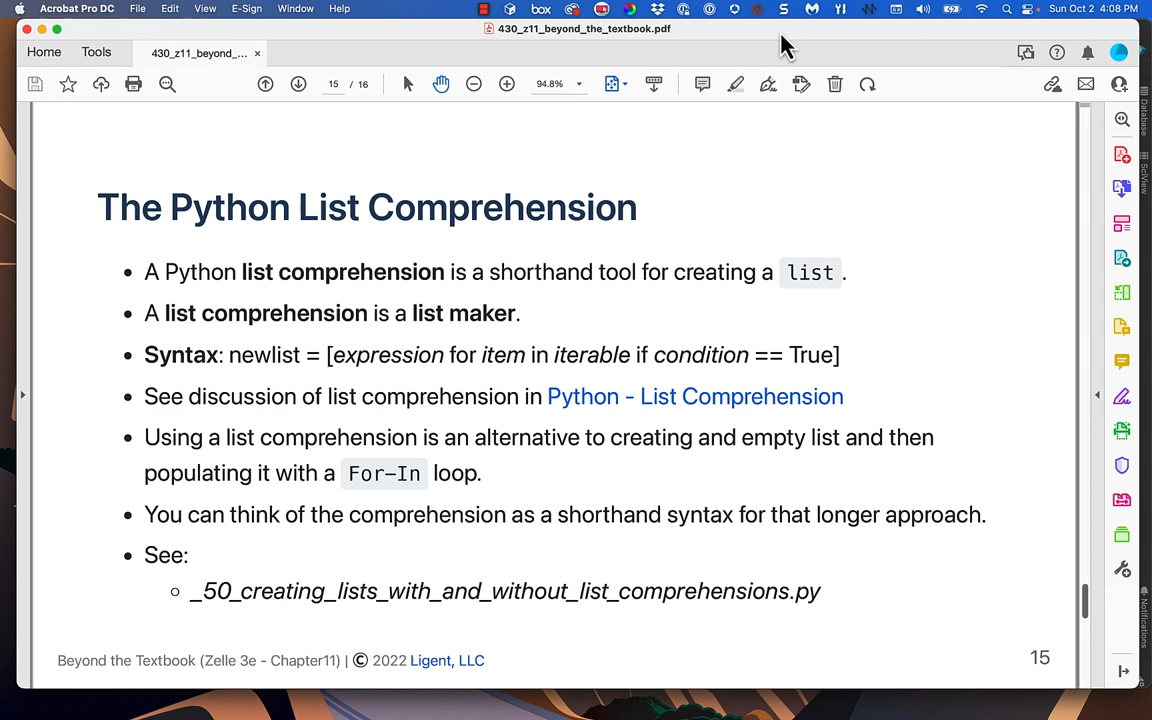 Acrobat Pro DC File Edit View E-Sign Window Help box Sun Oct 2 4:08 PM
430_z11_beyond_the_textbook.pdf
Home Tools 430_z11_beyond_... ×
15 / 16 94.8%
The Python List Comprehension
• A Python list comprehension is a shorthand tool for creating a list.
• A list comprehension is a list maker.
• Syntax: newlist = [expression for item in iterable if condition == True]
• See discussion of list comprehension in Python - List Comprehension
• Using a list comprehension is an alternative to creating and empty list and then
populating it with a For-In loop.
• You can think of the comprehension as a shorthand syntax for that longer approach.
• See:
◦ _50_creating_lists_with_and_without_list_comprehensions.py
Beyond the Textbook (Zelle 3e - Chapter11) | © 2022 Ligent, LLC
15
Database
SciView
Notifications